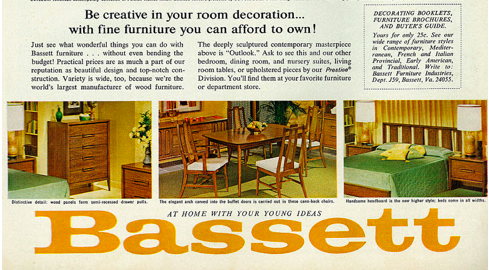 Be creative in your room decoration...
with fine furniture you can afford to own!
Just see what wonderful things you can do with
Bassett furniture . . . without even bending the
budget! Practical prices are as much a part of our
reputation as beautiful design and top-notch con-
struction. Variety is wide, too, because we're the
world's largest manufacturer of wood furniture.
The deeply sculptured contemporary masterpiece
above is "Outlook." Ask to see this and our other
bedroom, dining room, and nursery suites, living
room tables, or upholstered pieces by our Prentice®
Division. You'll find them at your favorite furniture
or department store.
DECORATING BOOKLETS,
FURNITURE BROCHURES,
AND BUYER'S GUIDE.
Yours for only 25c. See our
wide range of furniture styles
in Contemporary, Mediter-
ranean, French and Italian
Provincial, Early American,
and Traditional. Write to:
Bassett Furniture Industries,
Dept. J59, Bassett, Va. 24055.
Distinctive detail: wood panels form semi-recessed drawer pulls.
The elegant arch carved into the buffet doors is carried out in these cane-back chairs.
Handsome headboard is the new higher style; beds come in all widths.
AT HOME WITH YOUR YOUNG IDEAS
Bassett